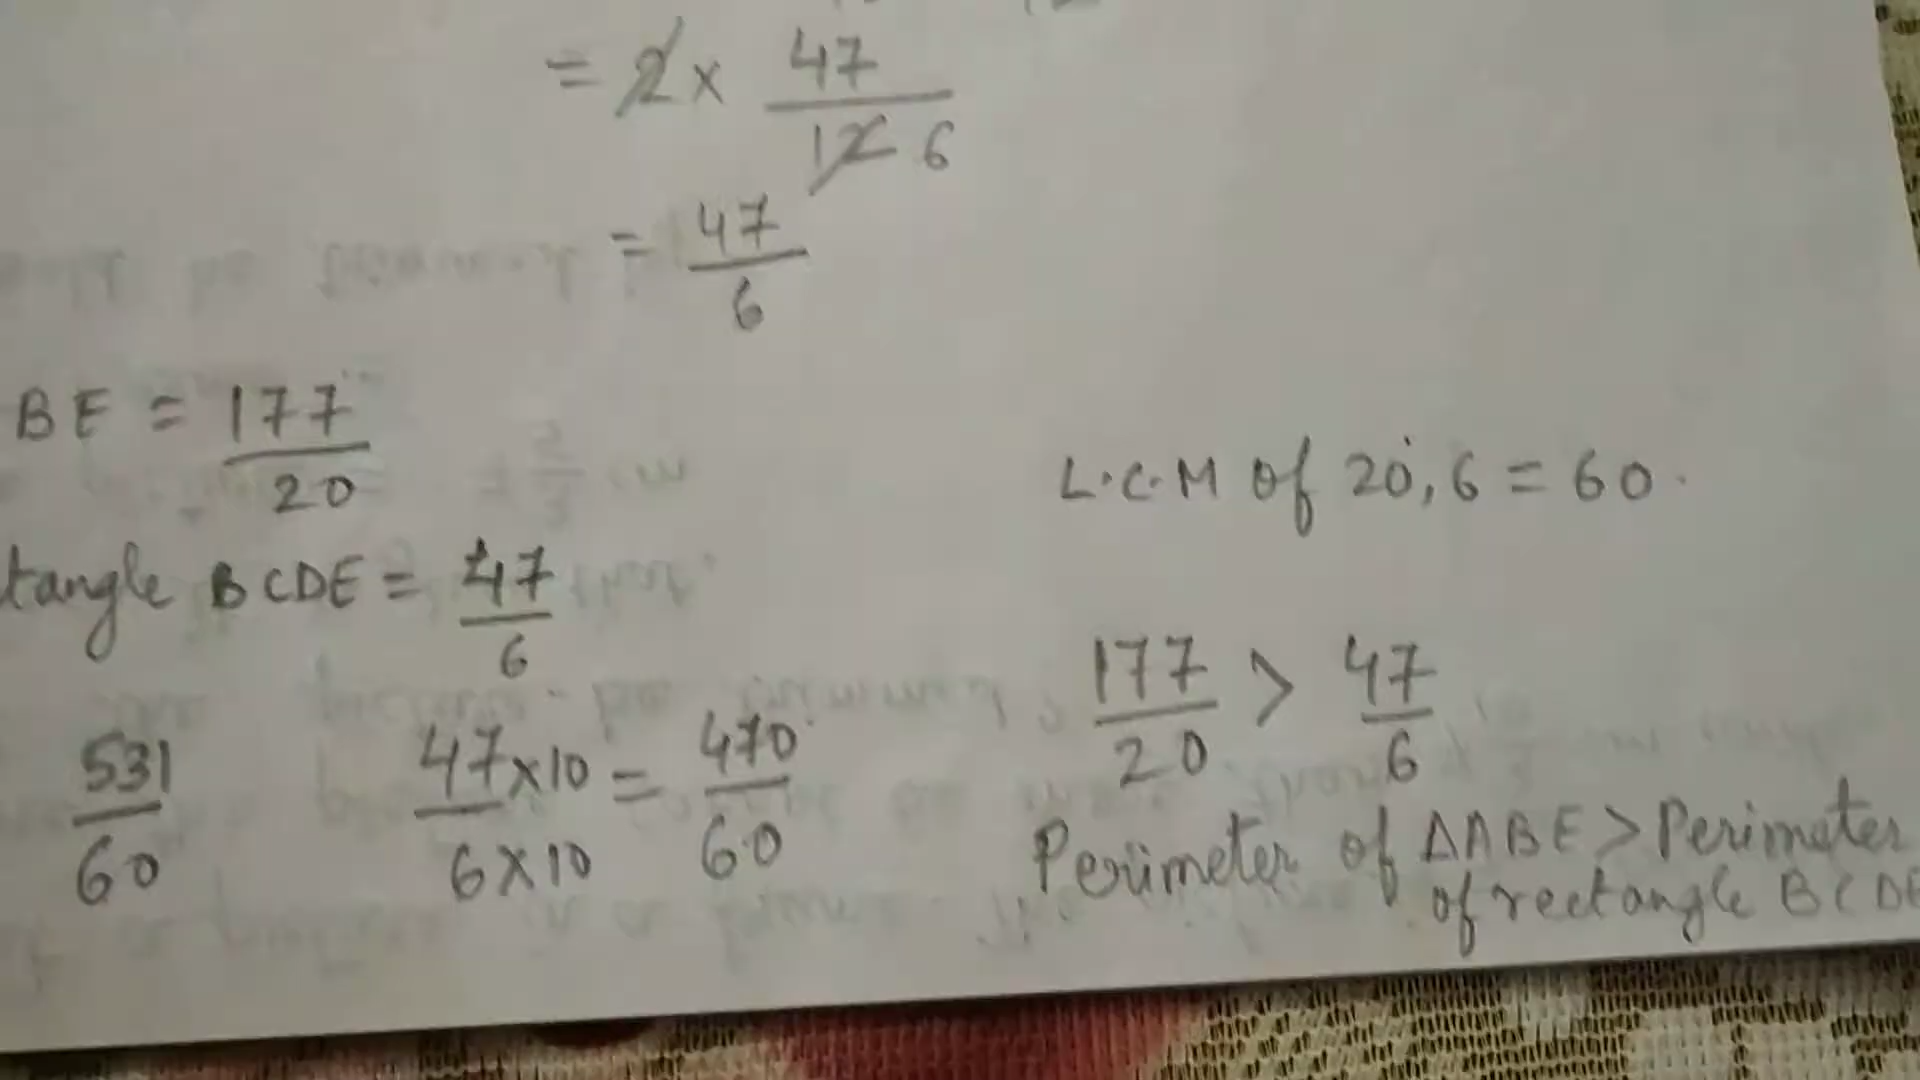 = 2 × 47/12 6
= 47/6
BE = 177/20
L.C.M of 20, 6 = 60.
tangle BCDE = 47/6
177/20 > 47/6
531/60 47×10/6×10 = 470/60
Perimeter of ΔABE > Perimeter
of rectangle BCDE